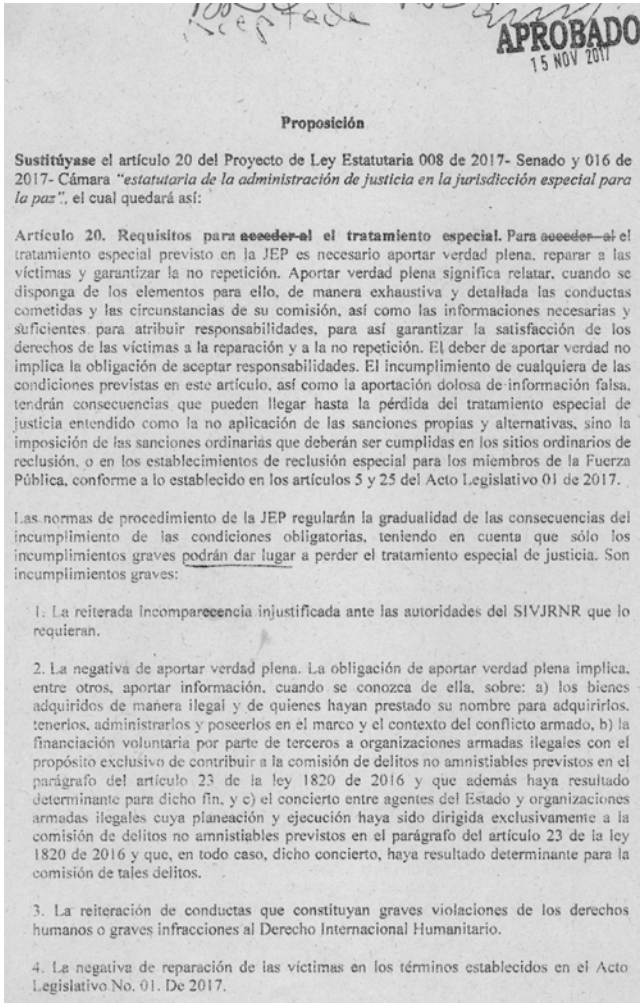 aceptada
APROBADO
15 NOV 2017
Proposición
Sustitúyase el artículo 20 del Proyecto de Ley Estatutaria 008 de 2017- Senado y 016 de
2017- Cámara "estatutaria de la administración de justicia en la jurisdicción especial para
la paz", el cual quedará así:
Artículo 20. Requisitos para acceder al el tratamiento especial. Para acceder al el
tratamiento especial previsto en la JEP es necesario aportar verdad plena, reparar a las
víctimas y garantizar la no repetición. Aportar verdad plena significa relatar, cuando se
disponga de los elementos para ello, de manera exhaustiva y detallada las conductas
cometidas y las circunstancias de su comisión, así como las informaciones necesarias y
suficientes para atribuir responsabilidades, para así garantizar la satisfacción de los
derechos de las víctimas a la reparación y a la no repetición. El deber de aportar verdad no
implica la obligación de aceptar responsabilidades. El incumplimiento de cualquiera de las
condiciones previstas en este artículo, así como la aportación dolosa de información falsa,
tendrán consecuencias que pueden llegar hasta la pérdida del tratamiento especial de
justicia entendido como la no aplicación de las sanciones propias y alternativas, sino la
imposición de las sanciones ordinarias que deberán ser cumplidas en los sitios ordinarios de
reclusión, o en los establecimientos de reclusión especial para los miembros de la Fuerza
Pública, conforme a lo establecido en los artículos 5 y 25 del Acto Legislativo 01 de 2017.
Las normas de procedimiento de la JEP regularán la gradualidad de las consecuencias del
incumplimiento de las condiciones obligatorias, teniendo en cuenta que sólo los
incumplimientos graves podrán dar lugar a perder el tratamiento especial de justicia. Son
incumplimientos graves:
1. La reiterada incomparecencia injustificada ante las autoridades del SIVJRNR que lo
requieran.
2. La negativa de aportar verdad plena. La obligación de aportar verdad plena implica,
entre otros, aportar información, cuando se conozca de ella, sobre: a) los bienes
adquiridos de manera ilegal y de quienes hayan prestado su nombre para adquirirlos,
tenerlos, administrarlos y poseerlos en el marco y el contexto del conflicto armado, b) la
financiación voluntaria por parte de terceros a organizaciones armadas ilegales con el
propósito exclusivo de contribuir a la comisión de delitos no amnistiables previstos en el
parágrafo del artículo 23 de la ley 1820 de 2016 y que además haya resultado
determinante para dicho fin, y c) el concierto entre agentes del Estado y organizaciones
armadas ilegales cuya planeación y ejecución haya sido dirigida exclusivamente a la
comisión de delitos no amnistiables previstos en el parágrafo del artículo 23 de la ley
1820 de 2016 y que, en todo caso, dicho concierto, haya resultado determinante para la
comisión de tales delitos.
3. La reiteración de conductas que constituyan graves violaciones de los derechos
humanos o graves infracciones al Derecho Internacional Humanitario.
4. La negativa de reparación de las víctimas en los términos establecidos en el Acto
Legislativo No. 01. De 2017.